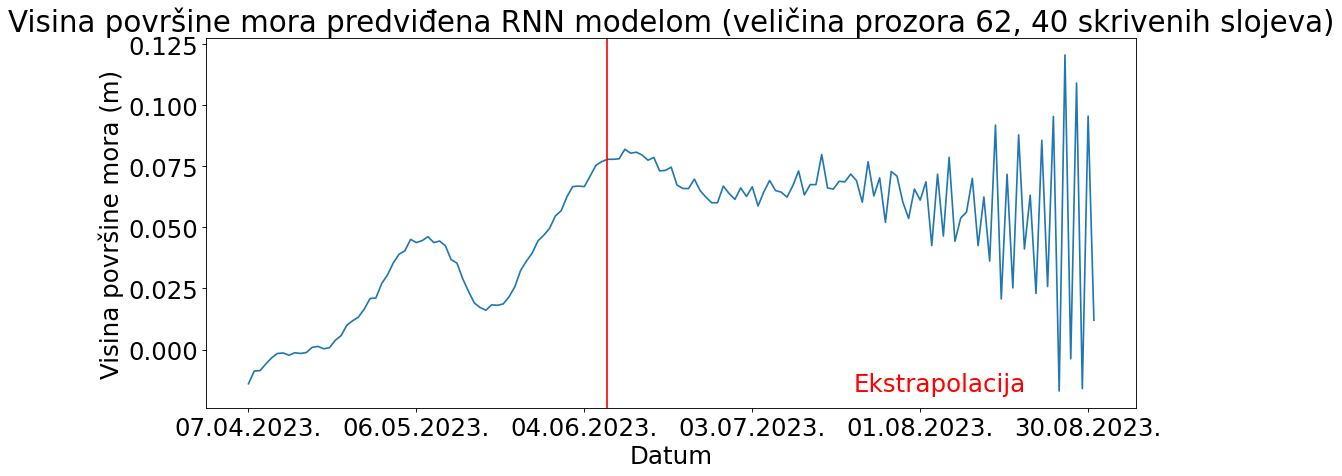 Visina površine mora predviđena RNN modelom (veličina prozora 62, 40 skrivenih slojeva)
Visina površine mora (m)
0.125
0.100
0.075
0.050
0.025
0.000
Ekstrapolacija
07.04.2023. 06.05.2023. 04.06.2023. 03.07.2023. 01.08.2023. 30.08.2023.
Datum